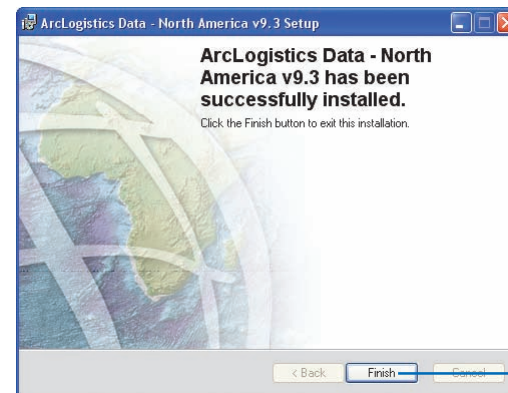 ArcLogistics Data - North America v9.3 Setup
ArcLogistics Data - North
America v9.3 has been
successfully installed.
Click the Finish button to exit this installation.
< Back
Finish
Cancel